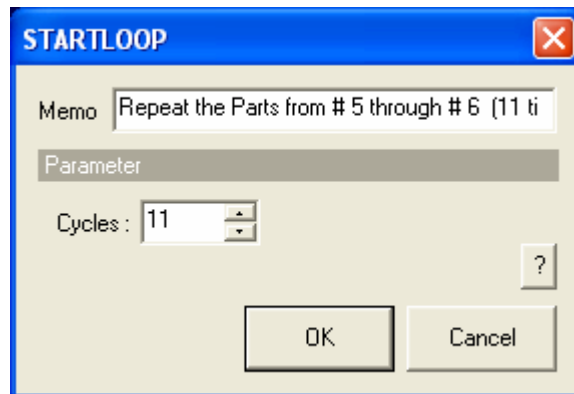 STARTLOOP
Memo Repeat the Parts from # 5 through # 6 (11 ti
Parameter
Cycles : 11
?
OK Cancel